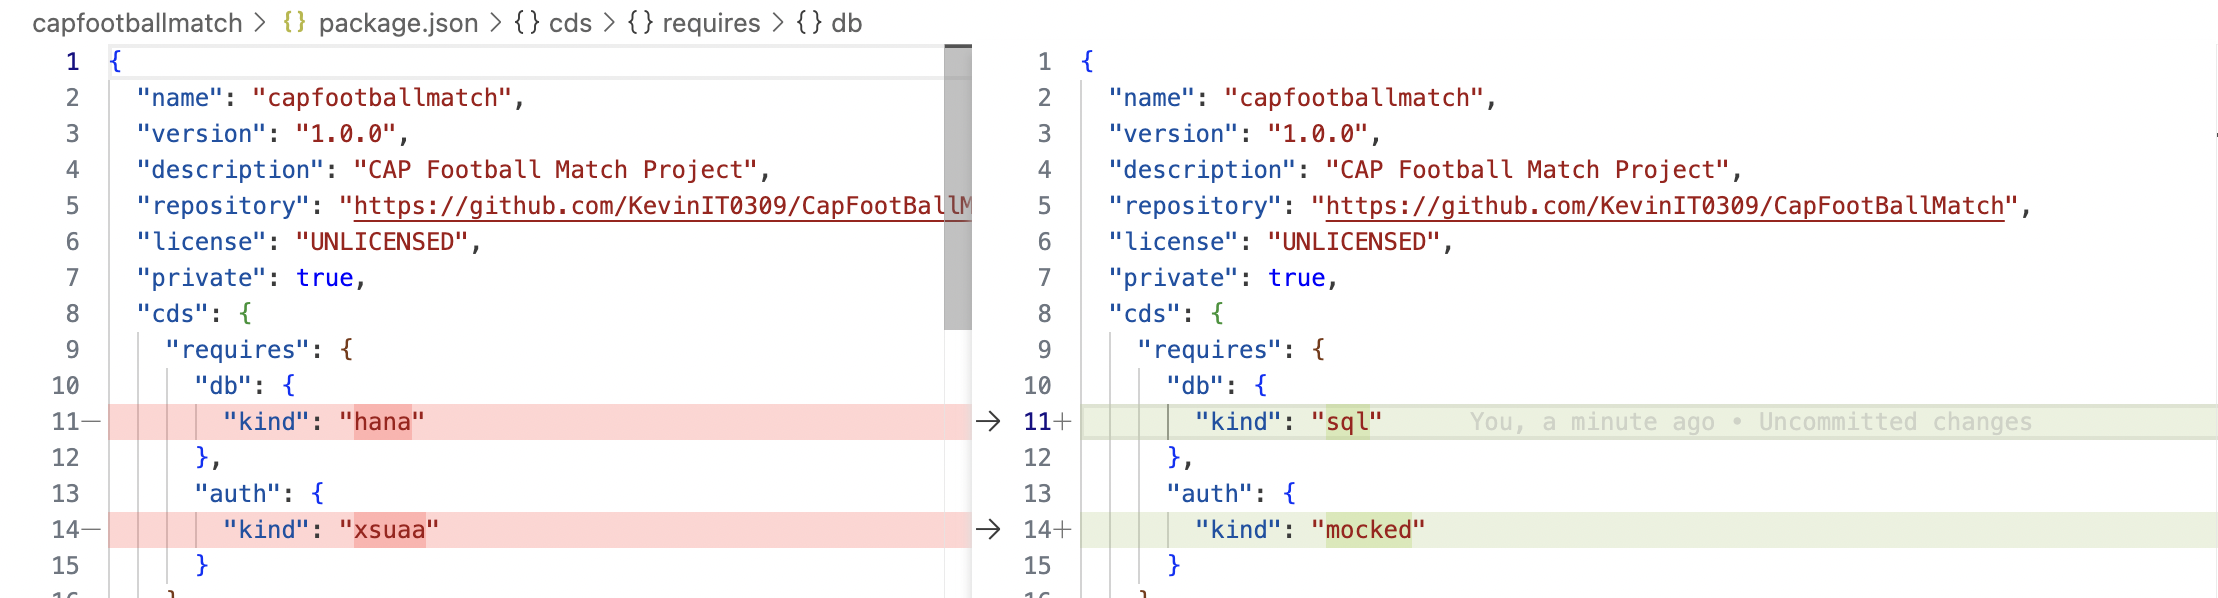 capfootballmatch > {} package.json > {} cds > {} requires > {} db
1 {
2 "name": "capfootballmatch",
3 "version": "1.0.0",
4 "description": "CAP Football Match Project",
5 "repository": "https://github.com/KevinIT0309/CapFootBallM
6 "license": "UNLICENSED",
7 "private": true,
8 "cds": {
9 "requires": {
10 "db": {
11— "kind": "hana"
12 },
13 "auth": {
14— "kind": "xsuaa"
15 }
16 }
1 {
2 "name": "capfootballmatch",
3 "version": "1.0.0",
4 "description": "CAP Football Match Project",
5 "repository": "https://github.com/KevinIT0309/CapFootBallMatch",
6 "license": "UNLICENSED",
7 "private": true,
8 "cds": {
9 "requires": {
10 "db": {
→ 11+ "kind": "sql" You, a minute ago • Uncommitted changes
12 },
13 "auth": {
→ 14+ "kind": "mocked"
15 }
16 }